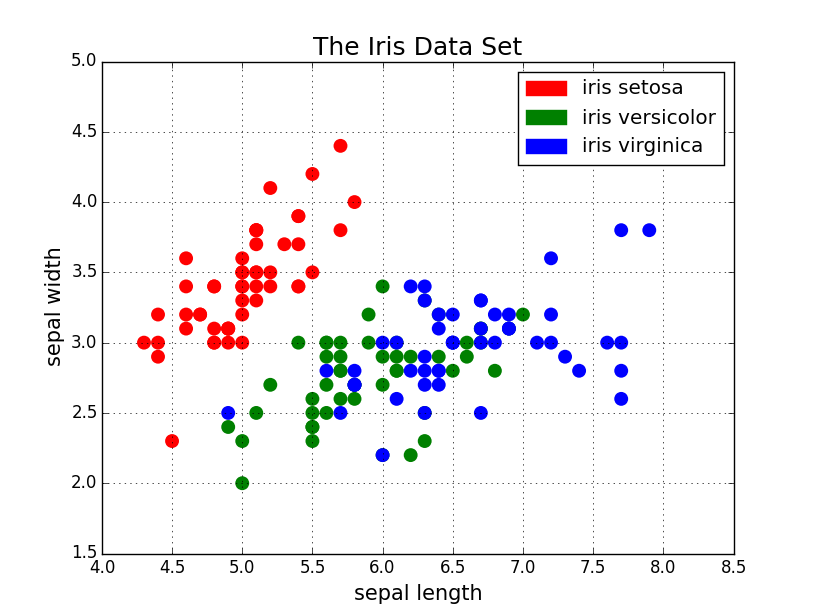 The Iris Data Set
iris setosa
iris versicolor
iris virginica
sepal width
5.0
4.5
4.0
3.5
3.0
2.5
2.0
1.5
4.0 4.5 5.0 5.5 6.0 6.5 7.0 7.5 8.0 8.5
sepal length